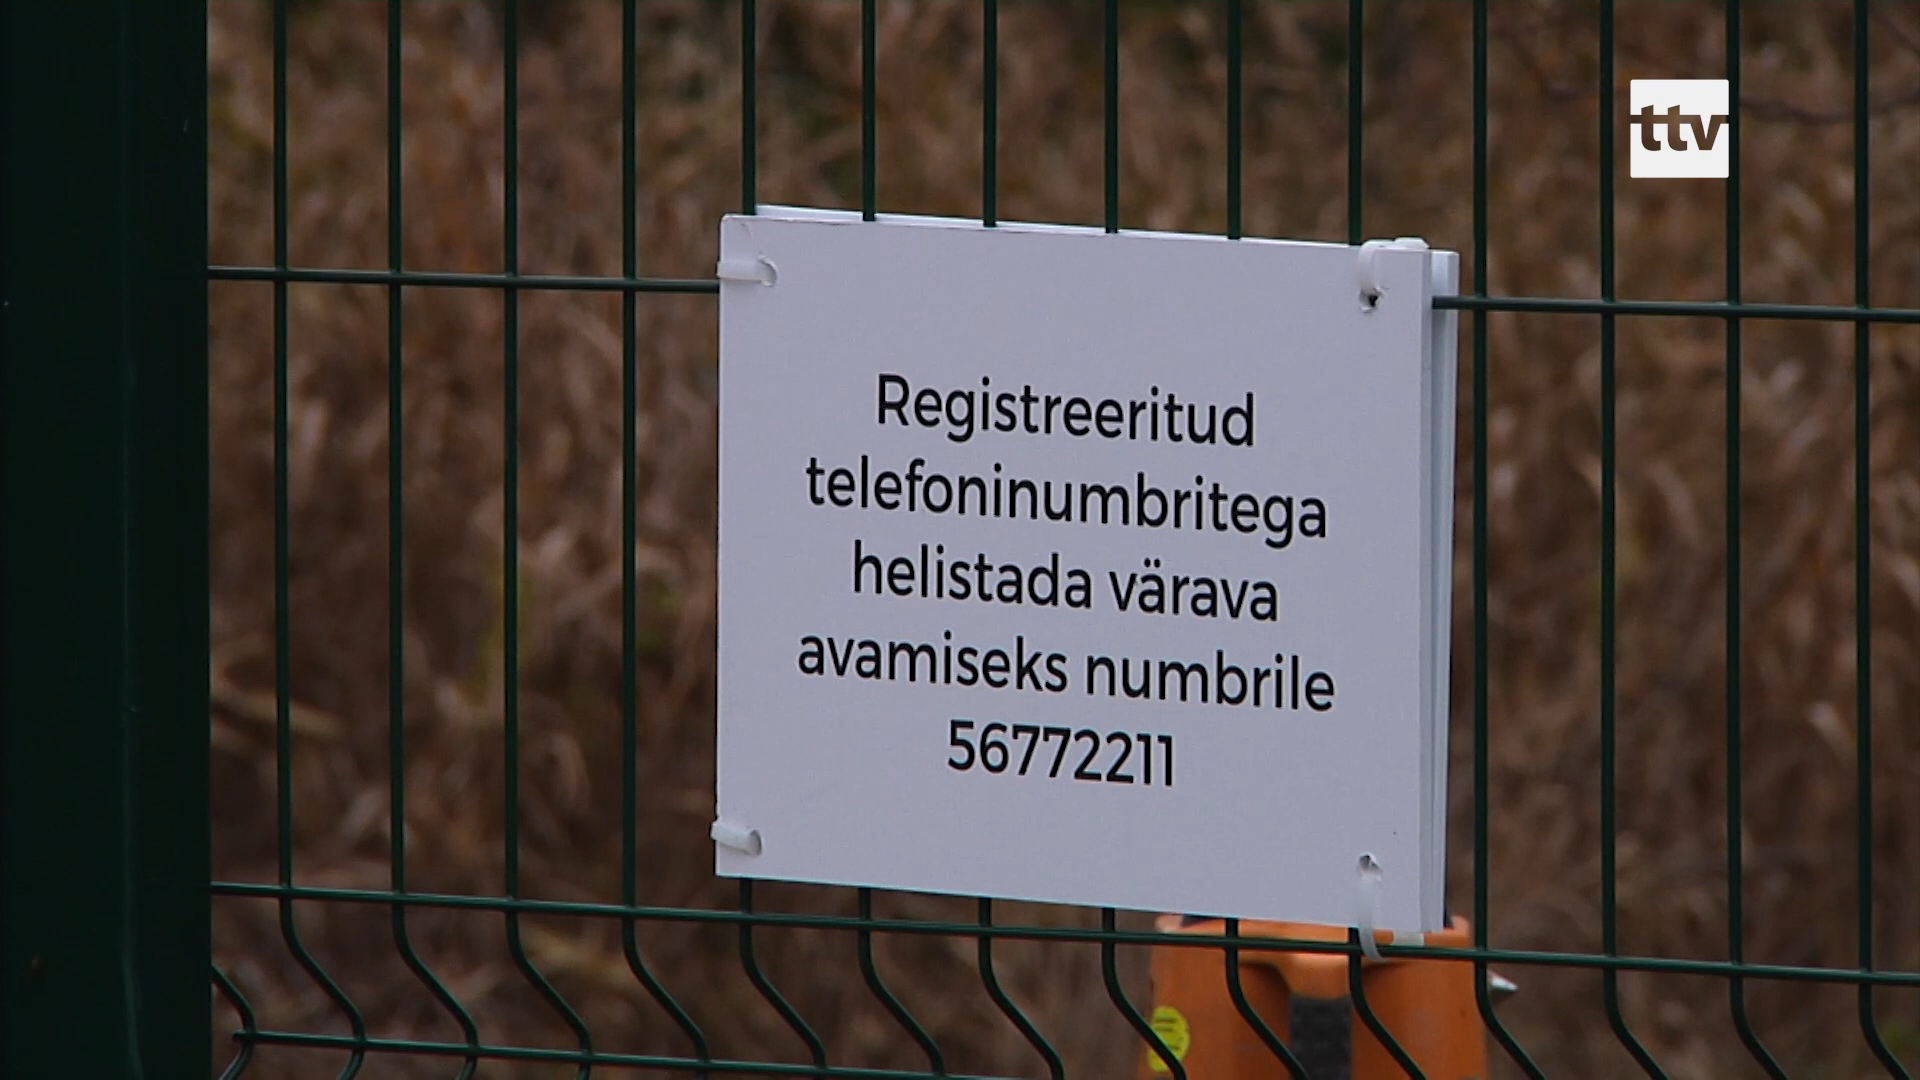 ttv
Registreeritud
telefoninumbritega
helistada värava
avamiseks numbrile
56772211